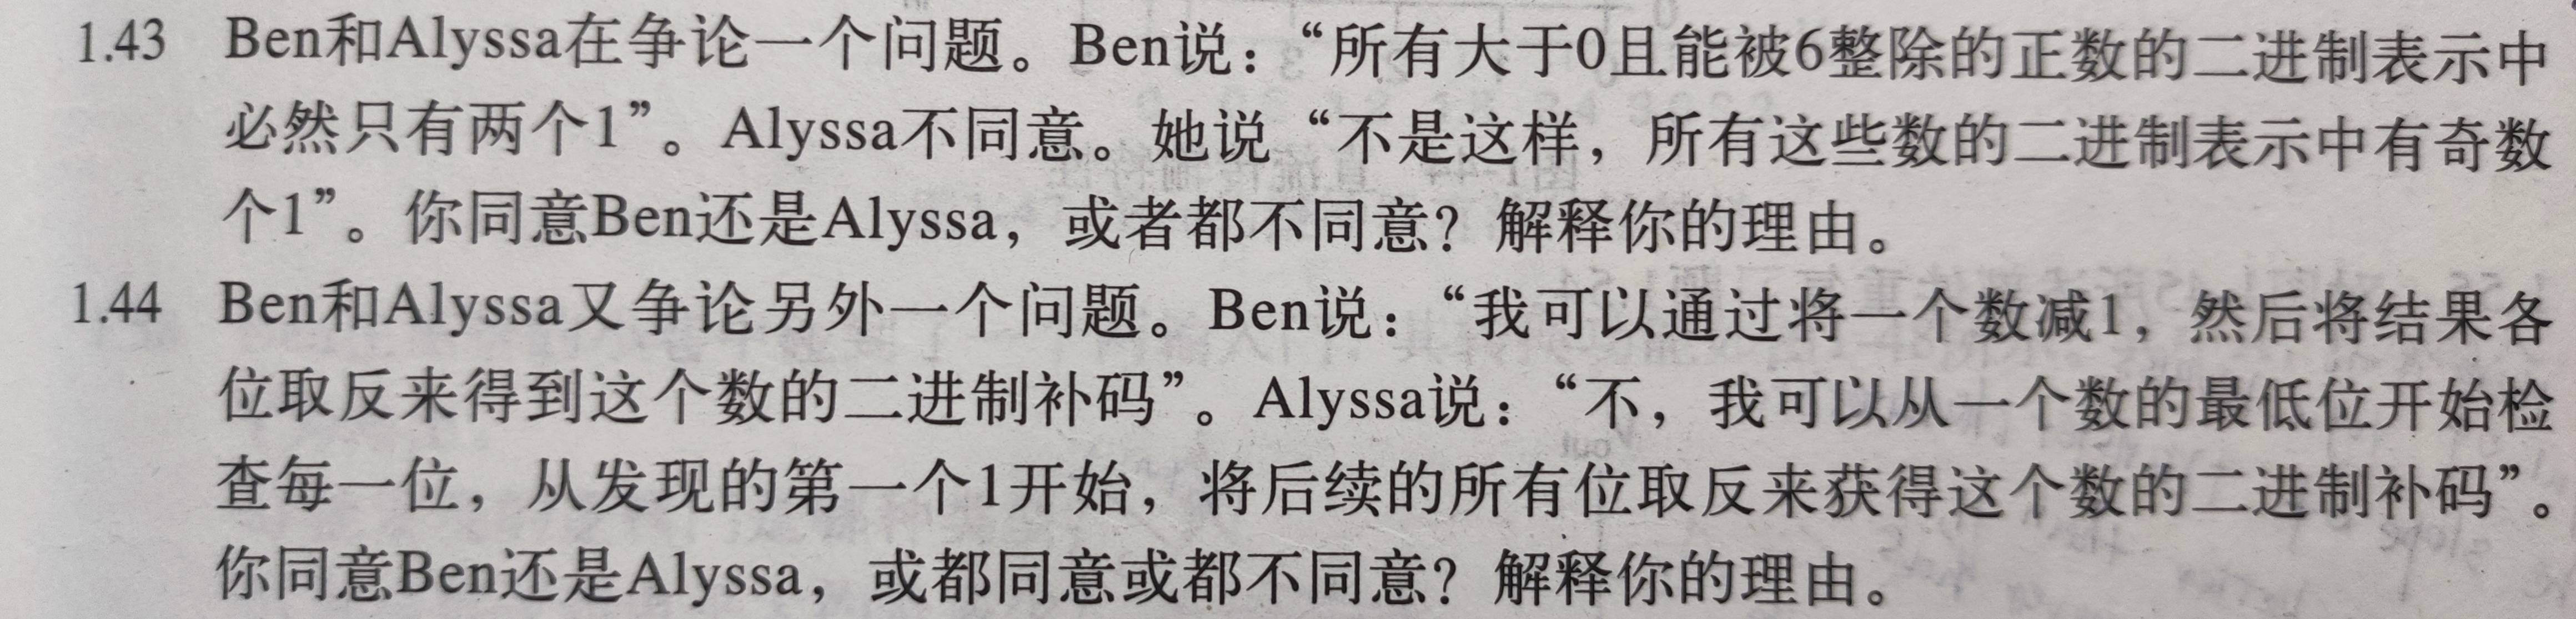 1.43 Ben和Alyssa在争论一个问题。Ben说：“所有大于0且能被6整除的正数的二进制表示中
必然只有两个1”。Alyssa不同意。她说“不是这样，所有这些数的二进制表示中有奇数
个1”。你同意Ben还是Alyssa，或者都不同意？解释你的理由。
1.44 Ben和Alyssa又争论另外一个问题。Ben说：“我可以通过将一个数减1，然后将结果各
位取反来得到这个数的二进制补码”。Alyssa说：“不，我可以从一个数的最低位开始检
查每一位，从发现的第一个1开始，将后续的所有位取反来获得这个数的二进制补码”。
你同意Ben还是Alyssa，或都同意或都不同意？解释你的理由。